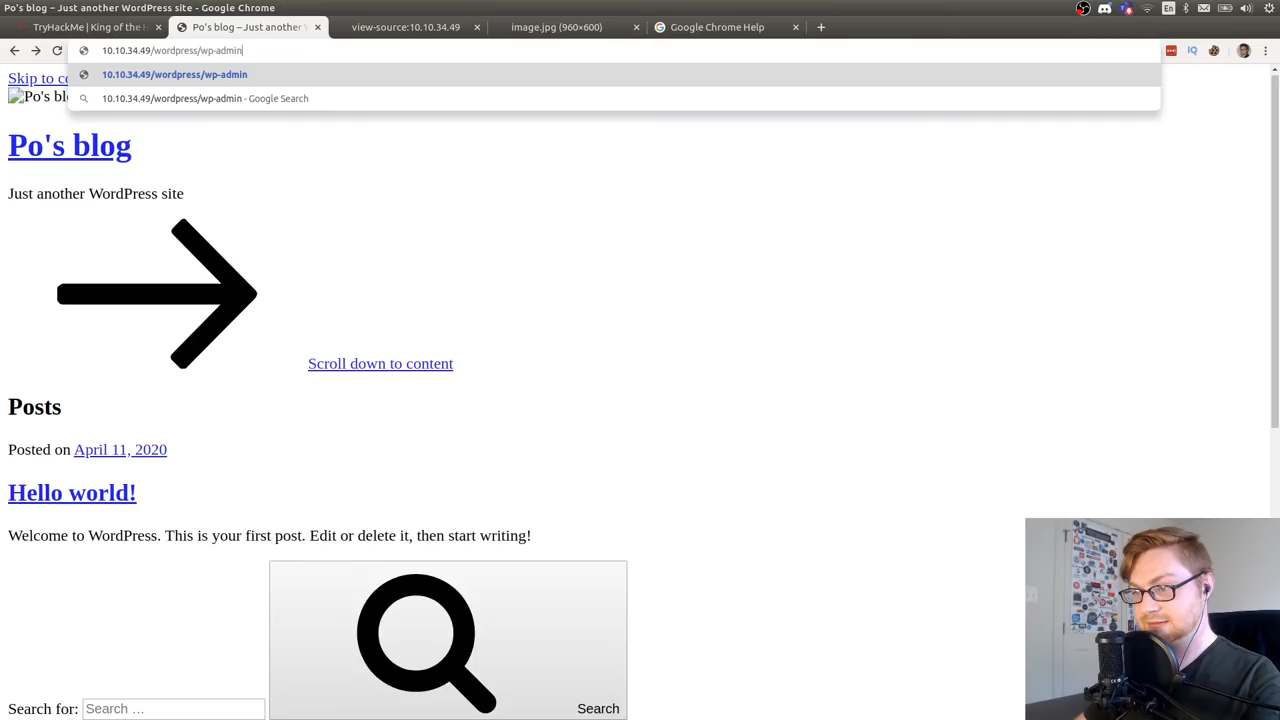 Po's blog – Just another WordPress site - Google Chrome
En
TryHackMe | King of the H
Po's blog – Just another W
view-source:10.10.34.49
image.jpg (960×600)
Google Chrome Help
10.10.34.49/wordpress/wp-admin
IQ
10.10.34.49/wordpress/wp-admin
10.10.34.49/wordpress/wp-admin - Google Search
Skip to co
Po's blo
Po's blog
Just another WordPress site
Scroll down to content
Posts
Posted on April 11, 2020
Hello world!
Welcome to WordPress. This is your first post. Edit or delete it, then start writing!
Search for: Search … Search